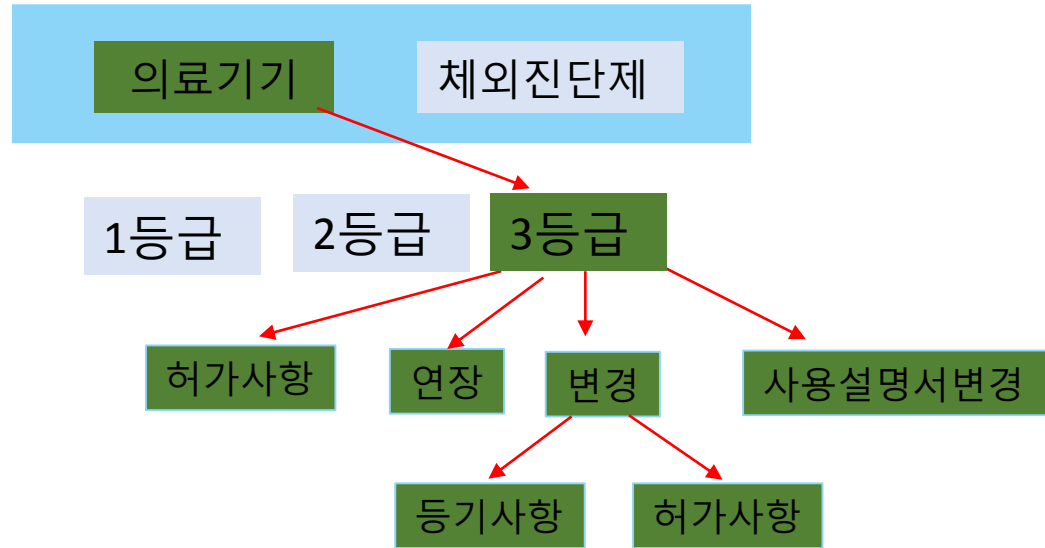 의료기기
체외진단제
1등급
2등급
3등급
허가사항
연장
변경
사용설명서변경
등기사항
허가사항